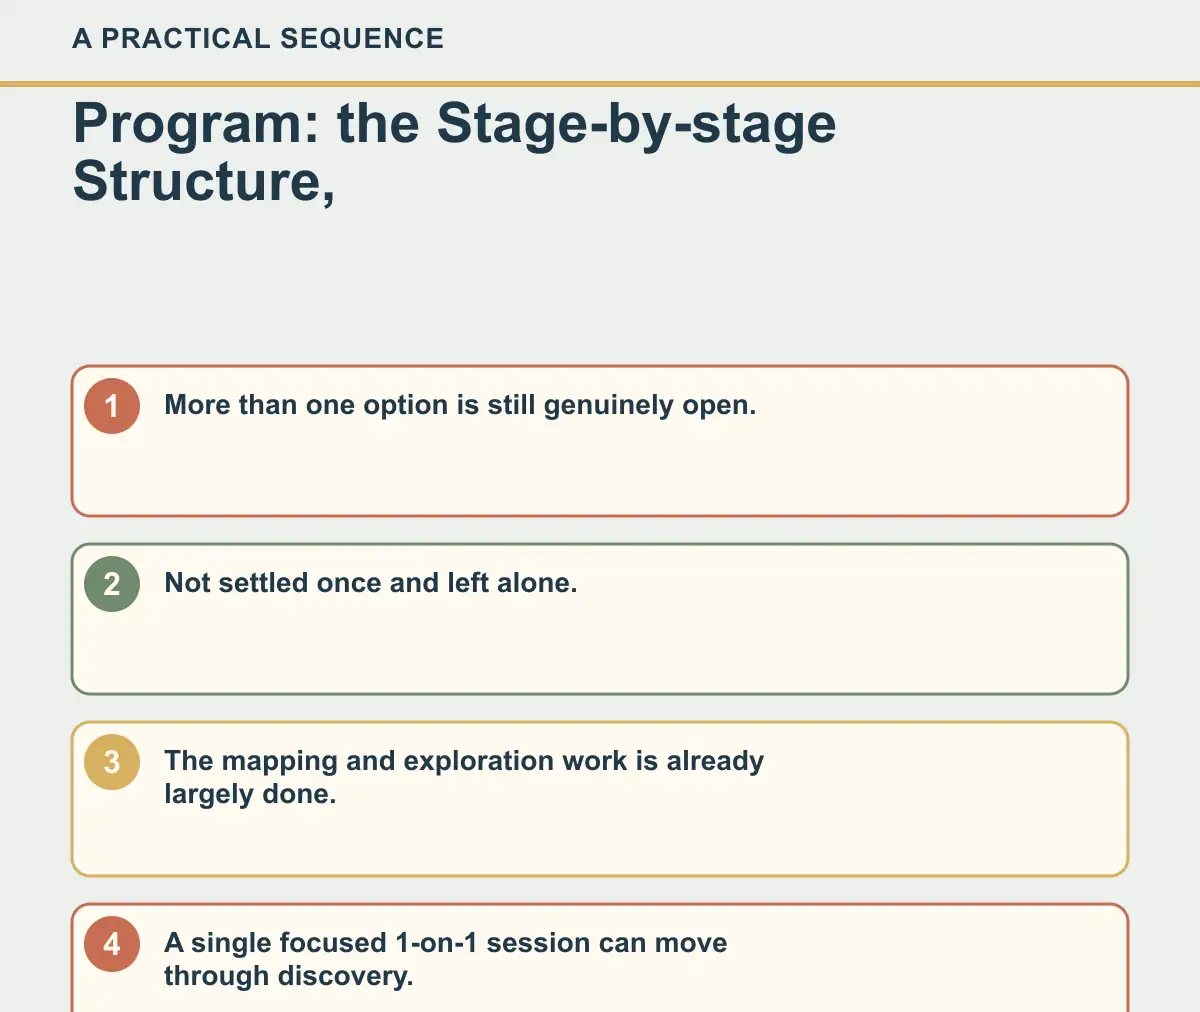 A PRACTICAL SEQUENCE
Program: the Stage-by-stage
Structure,
1
More than one option is still genuinely open.
2
Not settled once and left alone.
3
The mapping and exploration work is already
largely done.
4
A single focused 1-on-1 session can move
through discovery.